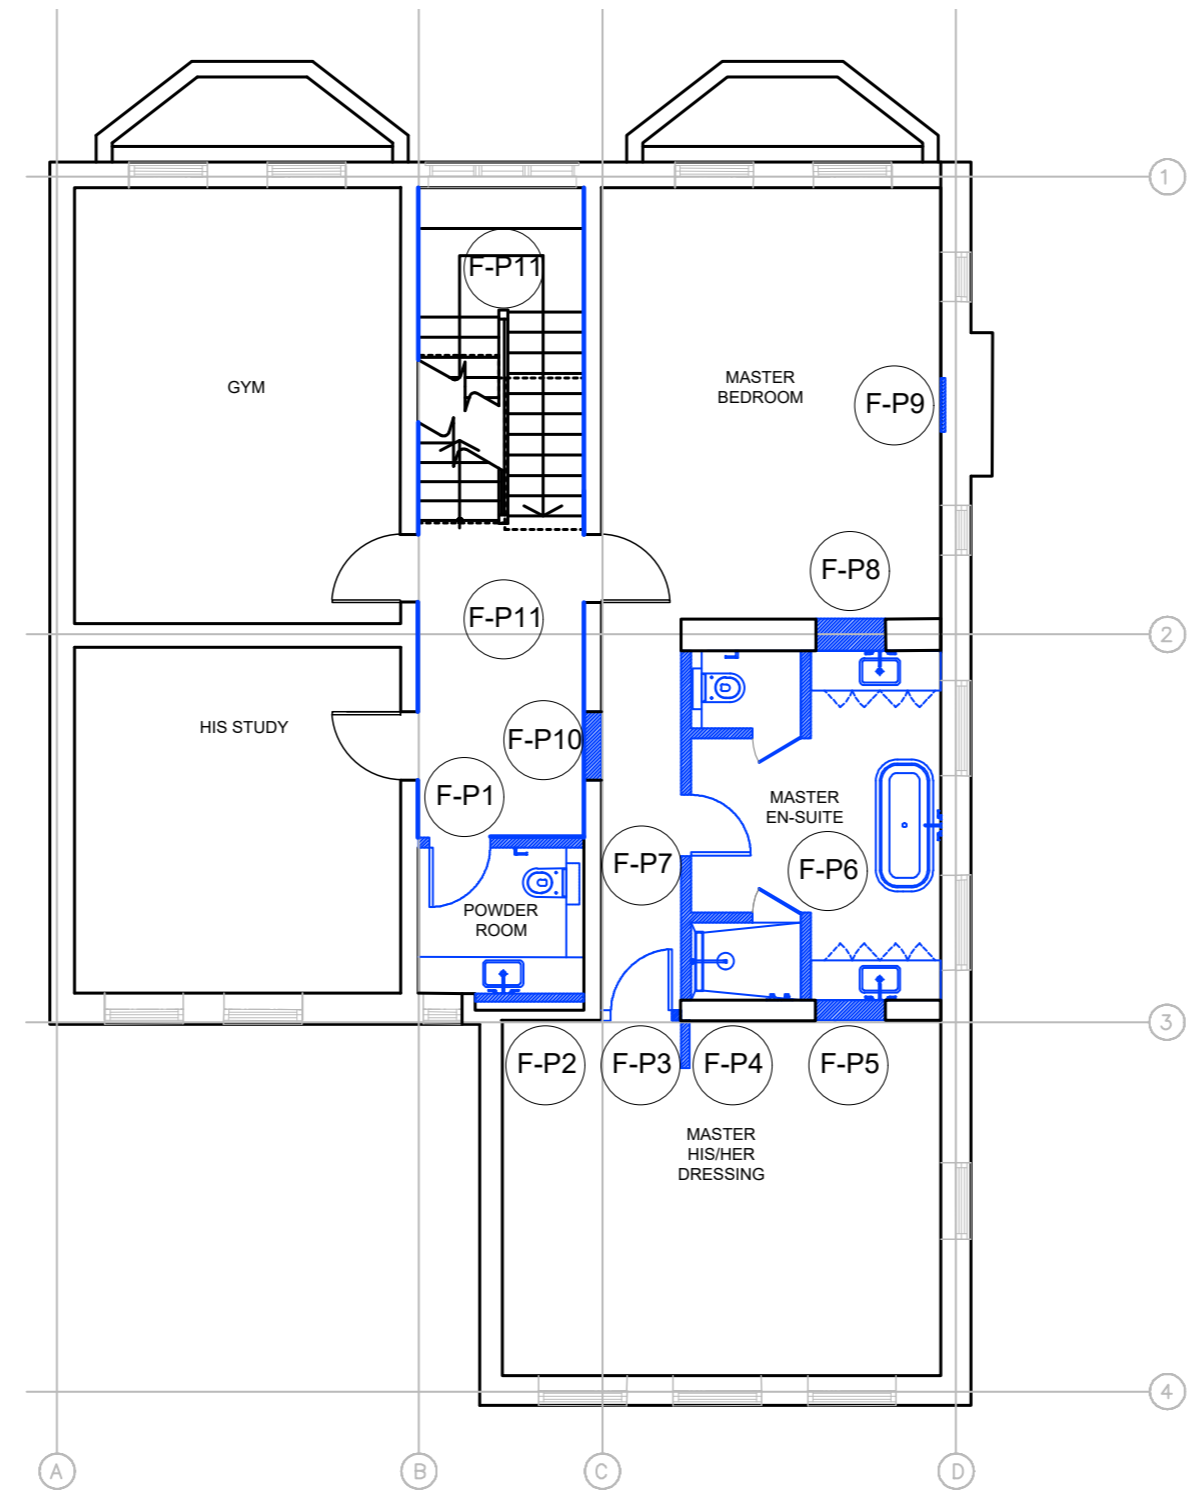 1
F-P11
GYM
MASTER
BEDROOM
F-P9
F-P8
F-P11
2
HIS STUDY
F-P10
F-P1
MASTER
EN-SUITE
F-P7
F-P6
POWDER
ROOM
3
F-P2
F-P3
F-P4
F-P5
MASTER
HIS/HER
DRESSING
4
A
B
C
D